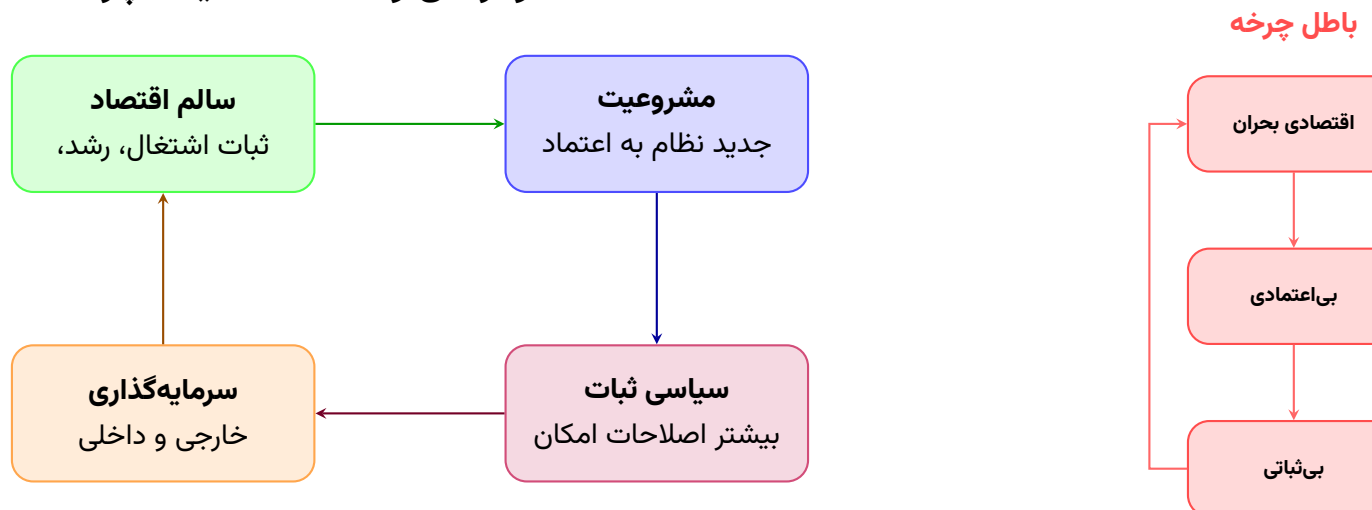 باطل چرخه
سالم اقتصاد
ثبات اشتغال، رشد،
مشروعیت
جدید نظام به اعتماد
سیاسی ثبات
بیشتر اصلاحات امکان
سرمایه‌گذاری
خارجی و داخلی
اقتصادی بحران
بی‌اعتمادی
بی‌ثباتی